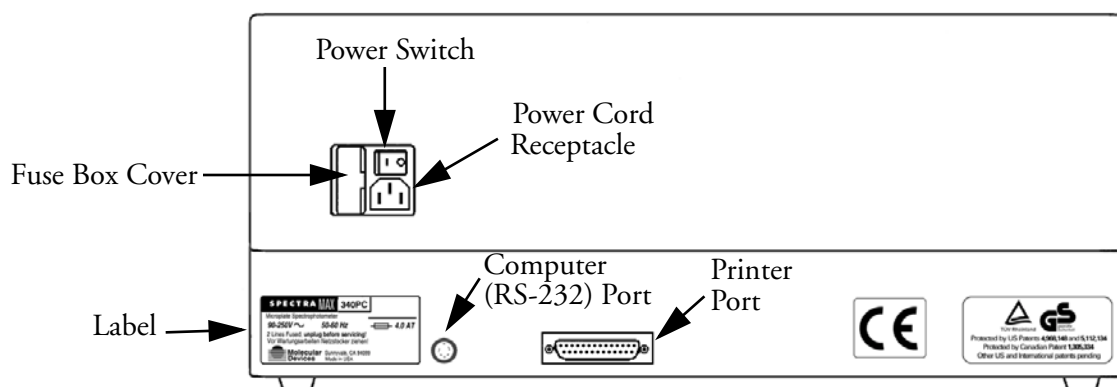 Power Switch
Power Cord
Receptacle
Fuse Box Cover
Computer
(RS-232) Port
Printer
Port
Label
SPECTRAMAX 340PC
Microplate Spectrophotometer
90-250V 50-60 Hz 4.0 AT
2 Lines Fused: unplug before servicing!
Vor Wartungsarbeiten Netzstecker ziehen!
Molecular Sunnyvale, CA 94089
Devices Made in USA
CE
TÜV Rheinland
GS
Protected by US Patents 4,968,148 and 5,112,134
Protected by Canadian Patent 1,305,334
Other US and International patents pending